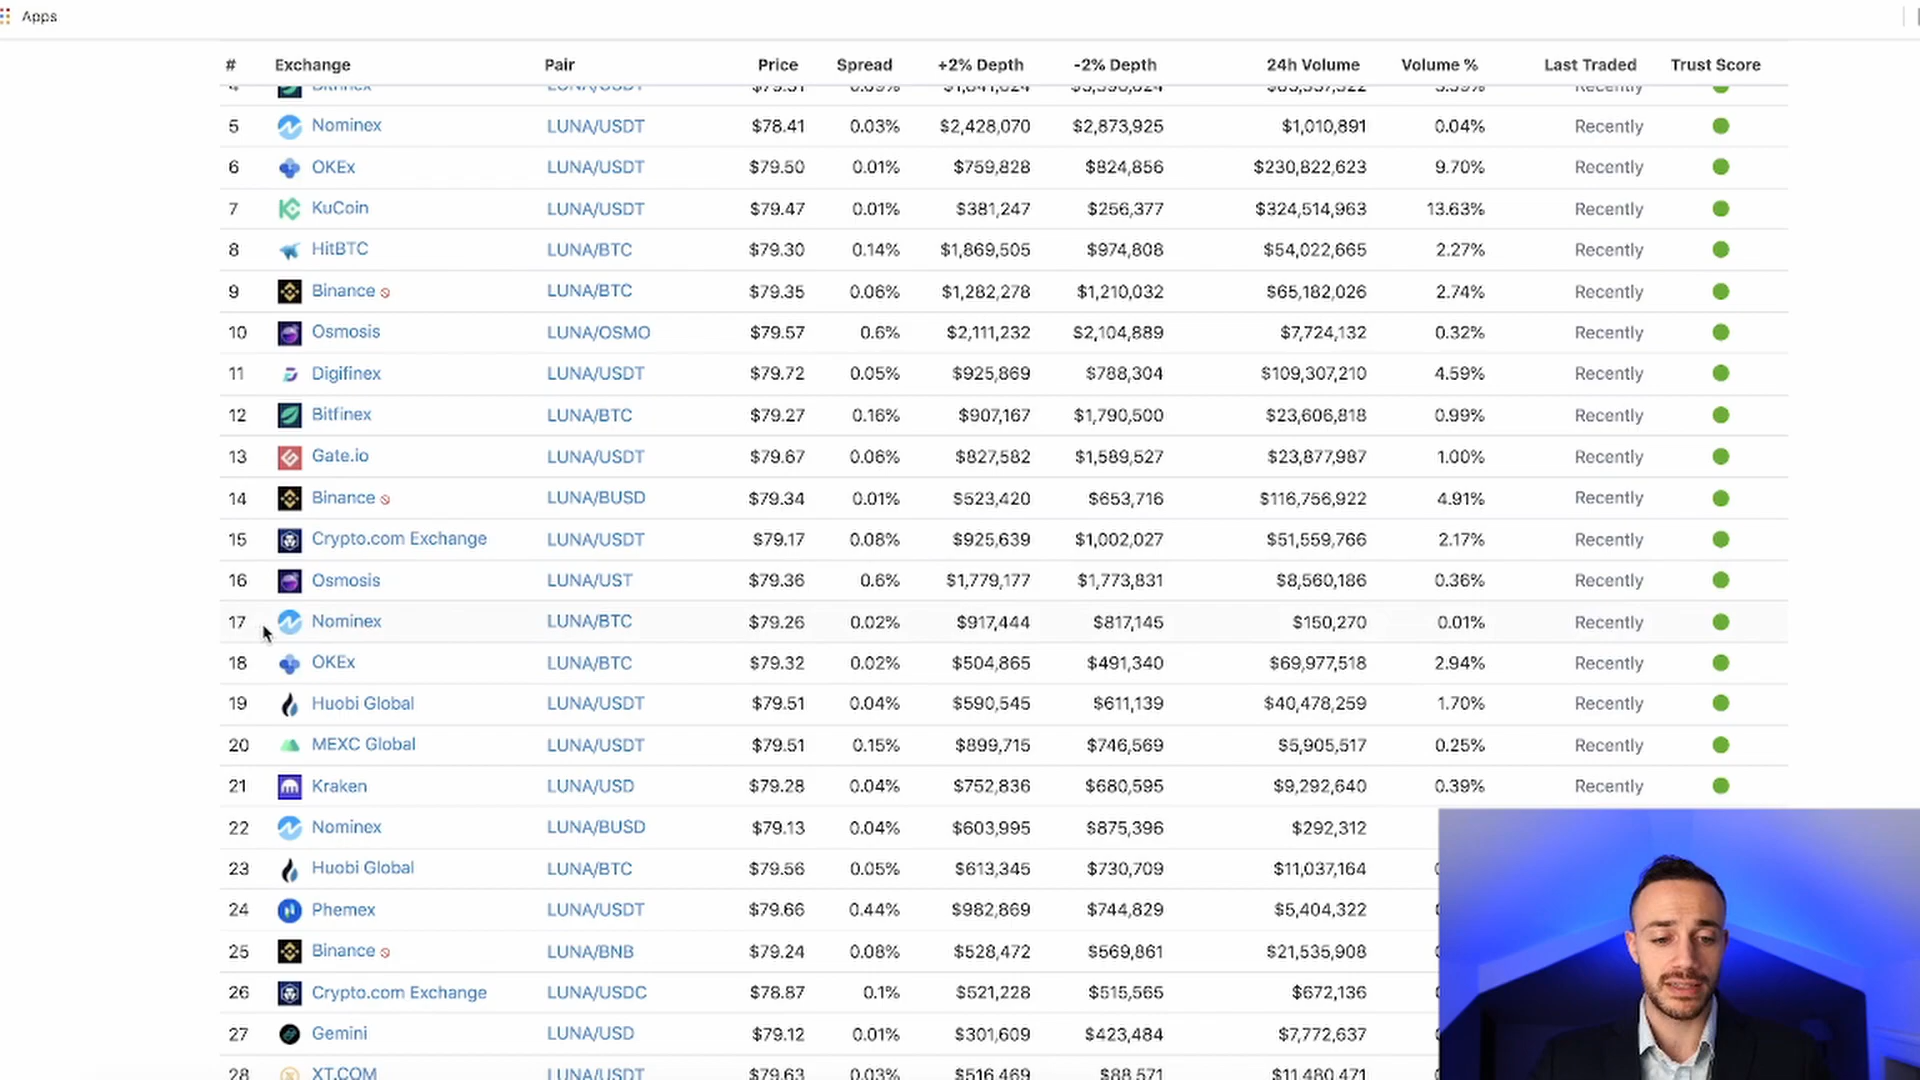 Apps
# Exchange Pair Price Spread +2% Depth -2% Depth 24h Volume Volume % Last Traded Trust Score
5 Nominex LUNA/USDT $78.41 0.03% $2,428,070 $2,873,925 $1,010,891 0.04% Recently
6 OKEx LUNA/USDT $79.50 0.01% $759,828 $824,856 $230,822,623 9.70% Recently
7 KuCoin LUNA/USDT $79.47 0.01% $381,247 $256,377 $324,514,963 13.63% Recently
8 HitBTC LUNA/BTC $79.30 0.14% $1,869,505 $974,808 $54,022,665 2.27% Recently
9 Binance LUNA/BTC $79.35 0.06% $1,282,278 $1,210,032 $65,182,026 2.74% Recently
10 Osmosis LUNA/OSMO $79.57 0.6% $2,111,232 $2,104,889 $7,724,132 0.32% Recently
11 Digifinex LUNA/USDT $79.72 0.05% $925,869 $788,304 $109,307,210 4.59% Recently
12 Bitfinex LUNA/BTC $79.27 0.16% $907,167 $1,790,500 $23,606,818 0.99% Recently
13 Gate.io LUNA/USDT $79.67 0.06% $827,582 $1,589,527 $23,877,987 1.00% Recently
14 Binance LUNA/BUSD $79.34 0.01% $523,420 $653,716 $116,756,922 4.91% Recently
15 Crypto.com Exchange LUNA/USDT $79.17 0.08% $925,639 $1,002,027 $51,559,766 2.17% Recently
16 Osmosis LUNA/UST $79.36 0.6% $1,779,177 $1,773,831 $8,560,186 0.36% Recently
17 Nominex LUNA/BTC $79.26 0.02% $917,444 $817,145 $150,270 0.01% Recently
18 OKEx LUNA/BTC $79.32 0.02% $504,865 $491,340 $69,977,518 2.94% Recently
19 Huobi Global LUNA/USDT $79.51 0.04% $590,545 $611,139 $40,478,259 1.70% Recently
20 MEXC Global LUNA/USDT $79.51 0.15% $899,715 $746,569 $5,905,517 0.25% Recently
21 Kraken LUNA/USD $79.28 0.04% $752,836 $680,595 $9,292,640 0.39% Recently
22 Nominex LUNA/BUSD $79.13 0.04% $603,995 $875,396 $292,312
23 Huobi Global LUNA/BTC $79.56 0.05% $613,345 $730,709 $11,037,164
24 Phemex LUNA/USDT $79.66 0.44% $982,869 $744,829 $5,404,322
25 Binance LUNA/BNB $79.24 0.08% $528,472 $569,861 $21,535,908
26 Crypto.com Exchange LUNA/USDC $78.87 0.1% $521,228 $515,565 $672,136
27 Gemini LUNA/USD $79.12 0.01% $301,609 $423,484 $7,772,637
28 XT.COM LUNA/USDT $79.63 0.03% $516,469 $88,571 $11,480,471